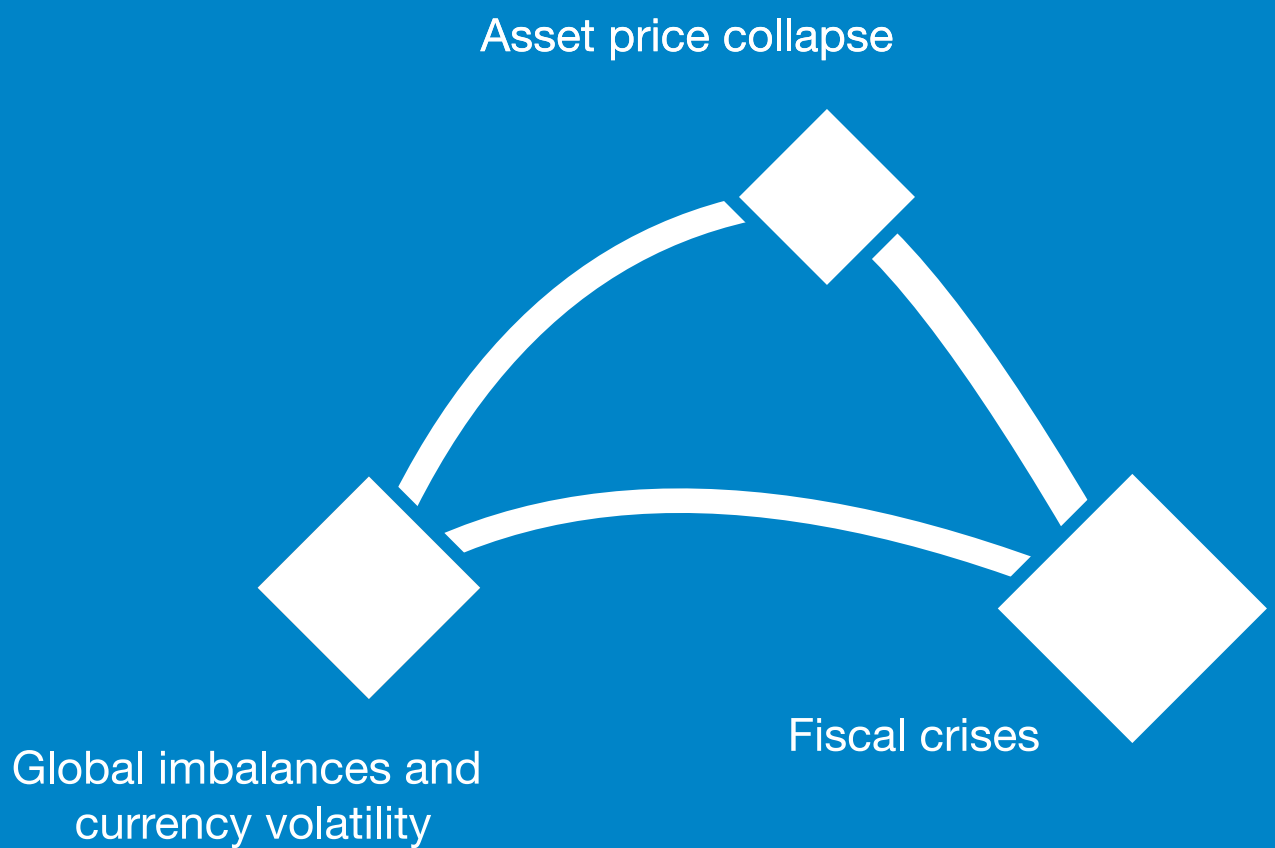 Asset price collapse
Fiscal crises
Global imbalances and
currency volatility